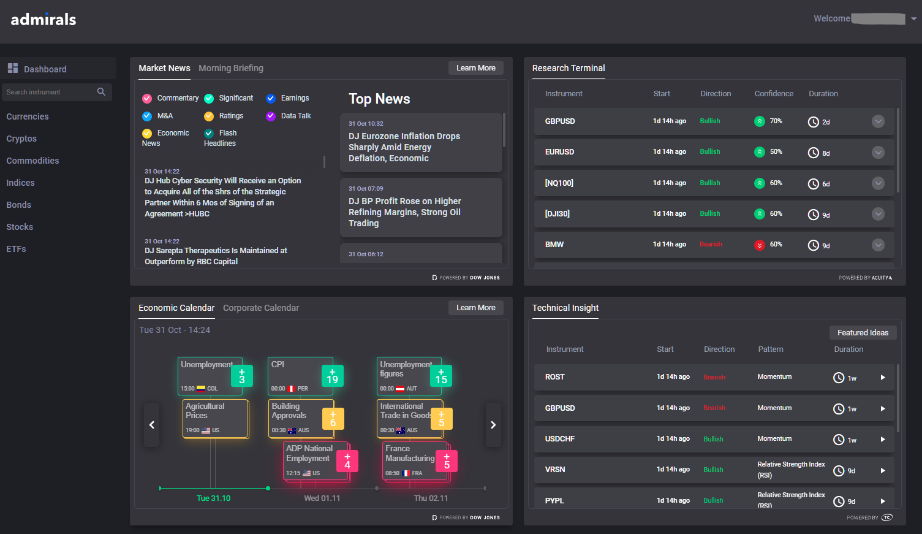 admirals
Welcome
Dashboard
Search instrument
Currencies
Cryptos
Commodities
Indices
Bonds
Stocks
ETFs
Market News
Morning Briefing
Learn More
Commentary
Significant
Earnings
M&A
Ratings
Data Talk
Economic
News
Flash
Headlines
31 Oct 14:22
DJ Hub Cyber Security Will Receive an Option
to Acquire All of the Shrs of the Strategic
Partner Within 6 Mos of Signing of an
Agreement >HUBC
31 Oct 14:22
DJ Sarepta Therapeutics Is Maintained at
Outperform by RBC Capital
Top News
31 Oct 10:32
DJ Eurozone Inflation Drops
Sharply Amid Energy
Deflation, Economic
31 Oct 07:09
DJ BP Profit Rose on Higher
Refining Margins, Strong Oil
Trading
31 Oct 06:12
POWERED BY DOW JONES
Research Terminal
Instrument Start Direction Confidence Duration
GBPUSD 1d 14h ago Bullish 70% 2d
EURUSD 1d 14h ago Bullish 50% 8d
[NQ100] 1d 14h ago Bullish 60% 6d
[DJI30] 1d 14h ago Bullish 60% 9d
BMW 1d 14h ago Bearish 60% 9d
POWERED BY ACUITY
Economic Calendar
Corporate Calendar
Learn More
Tue 31 Oct - 14:24
Unemployment
+
3
15:00 COL
Agricultural
Prices
19:00 US
CPI
+
19
00:00 PER
Building
Approvals
+
6
00:30 AUS
ADP National
Employment
+
4
12:15 US
Unemployment
figures
+
15
00:00 AUT
International
Trade in Goods
+
5
00:30 AUS
France
Manufacturing
+
5
08:50 FRA
Tue 31.10
Wed 01.11
Thu 02.11
POWERED BY DOW JONES
Technical Insight
Featured Ideas
Instrument Start Direction Pattern Duration
ROST 1d 14h ago Bearish Momentum 1w
GBPUSD 1d 14h ago Bearish Momentum 1w
USDCHF 1d 14h ago Bullish Momentum 1w
VRSN 1d 14h ago Bullish Relative Strength Index
(RSI) 9d
PYPL 1d 14h ago Bullish Relative Strength Index
(RSI) 9d
POWERED BY TC